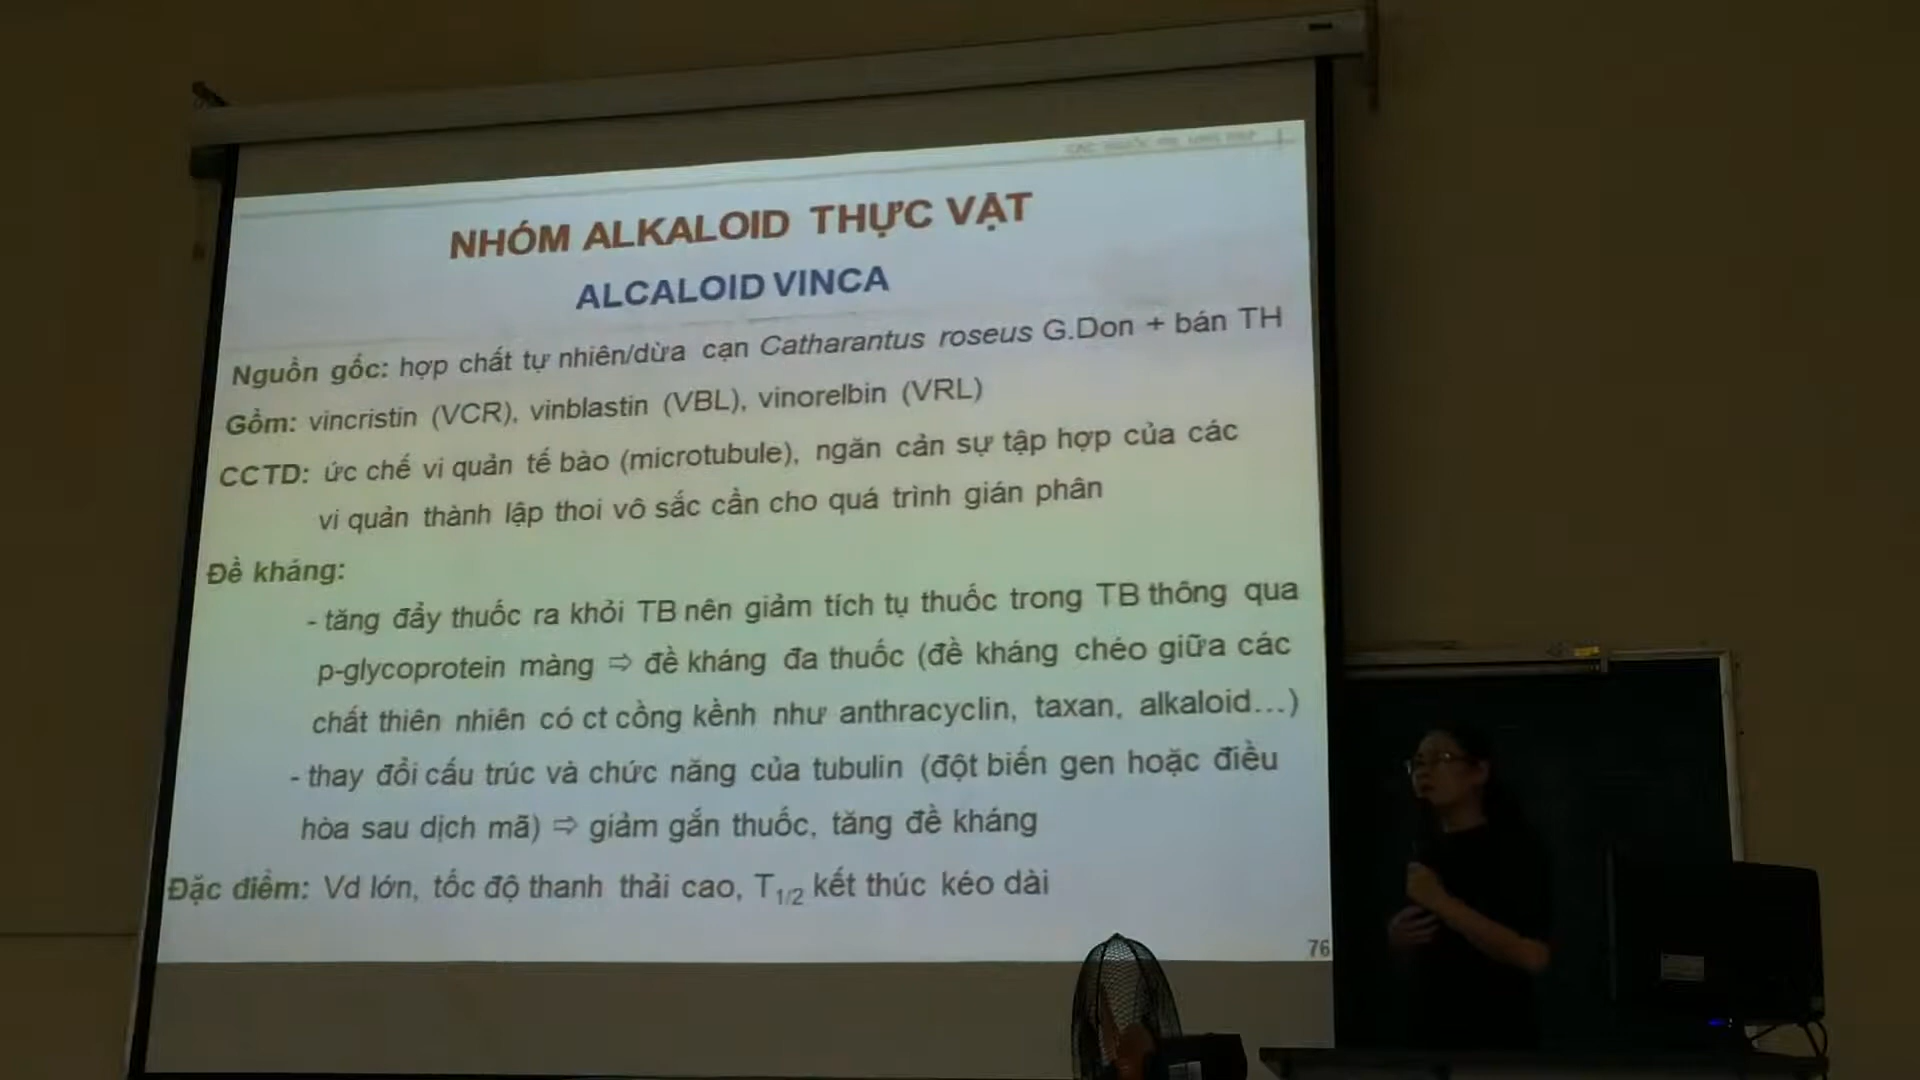 NHÓM ALKALOID THỰC VẬT
ALCALOID VINCA
Nguồn gốc: hợp chất tự nhiên/dừa cạn Catharantus roseus G.Don + bán TH
Gồm: vincristin (VCR), vinblastin (VBL), vinorelbin (VRL)
CCTD: ức chế vi quản tế bào (microtubule), ngăn cản sự tập hợp của các
vi quản thành lập thoi vô sắc cần cho quá trình gián phân
Đề kháng:
- tăng đẩy thuốc ra khỏi TB nên giảm tích tụ thuốc trong TB thông qua
p-glycoprotein màng ⇨ đề kháng đa thuốc (đề kháng chéo giữa các
chất thiên nhiên có ct cồng kềnh như anthracyclin, taxan, alkaloid...)
- thay đổi cấu trúc và chức năng của tubulin (đột biến gen hoặc điều
hòa sau dịch mã) ⇨ giảm gắn thuốc, tăng đề kháng
Đặc điểm: Vd lớn, tốc độ thanh thải cao, T1/2 kết thúc kéo dài
76